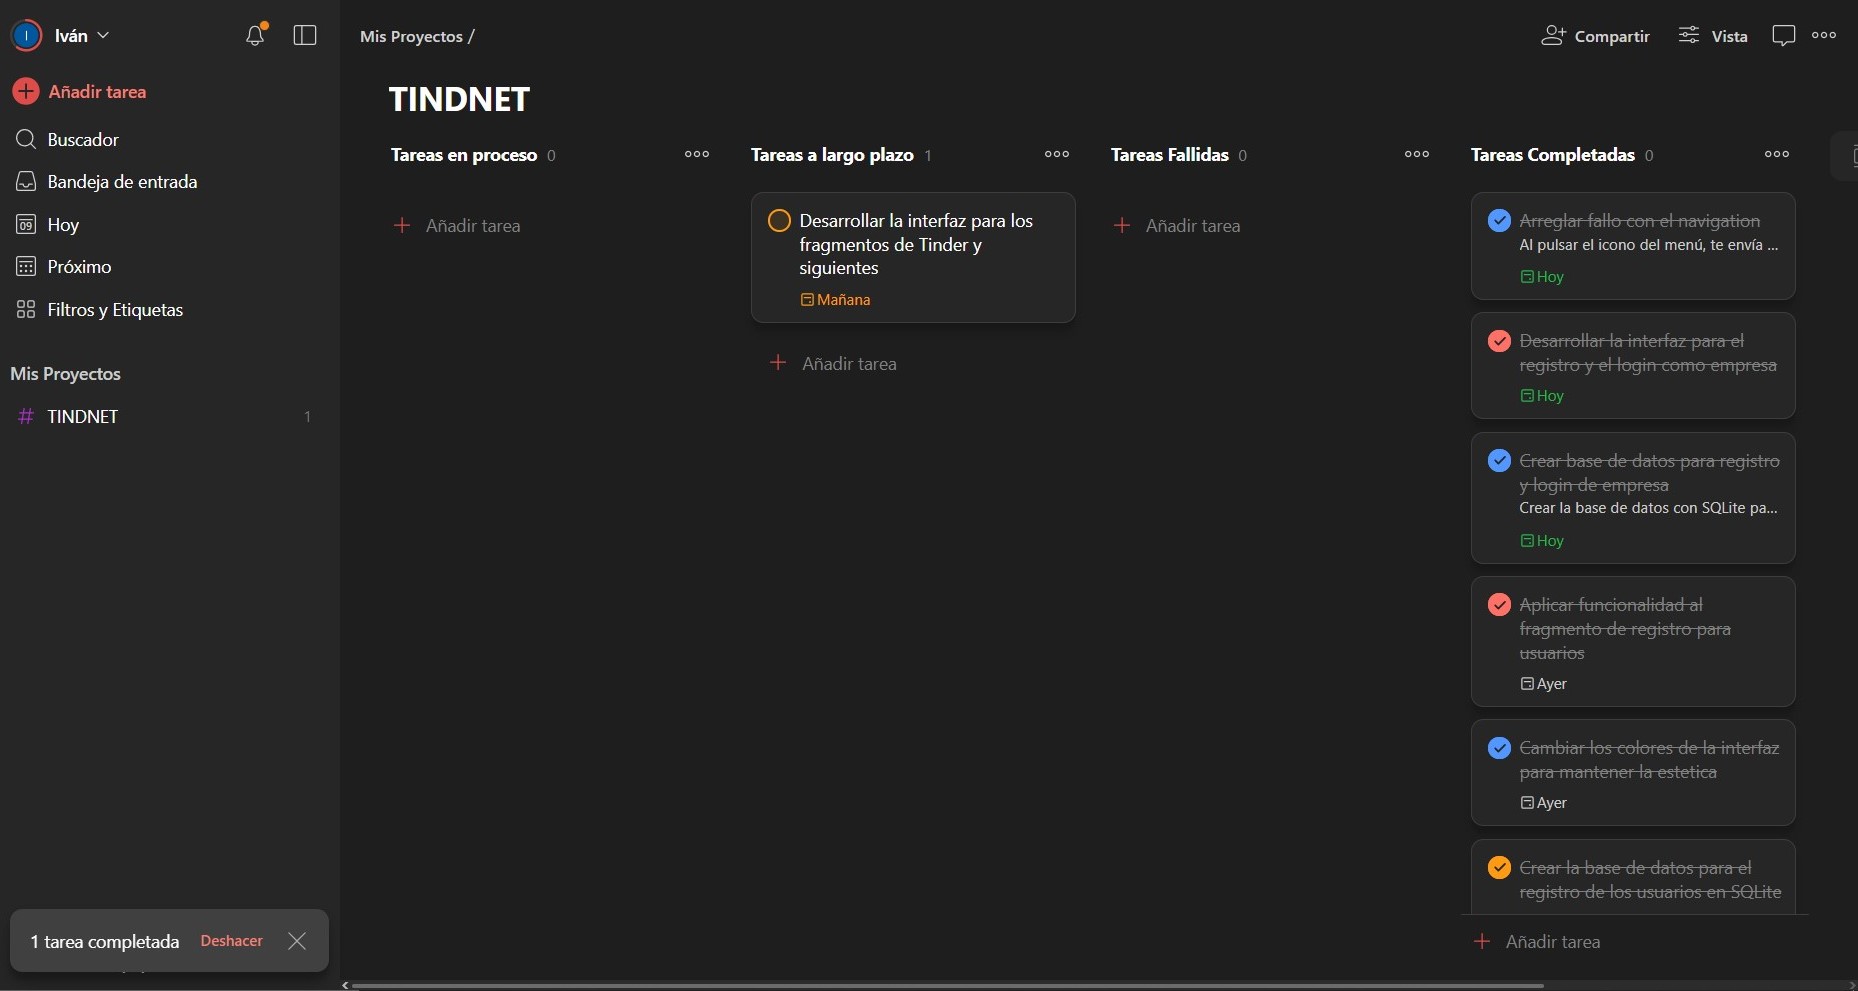 I Iván
Añadir tarea
Buscador
Bandeja de entrada
09 Hoy
Próximo
Filtros y Etiquetas
Mis Proyectos
# TINDNET 1
1 tarea completada Deshacer
Mis Proyectos /
Compartir Vista
TINDNET
Tareas en proceso 0
Añadir tarea
Tareas a largo plazo 1
Desarrollar la interfaz para los
fragmentos de Tinder y
siguientes
Mañana
Añadir tarea
Tareas Fallidas 0
Añadir tarea
Tareas Completadas 0
Arreglar fallo con el navigation
Al pulsar el icono del menú, te envía ...
Hoy
Desarrollar la interfaz para el
registro y el login como empresa
Hoy
Crear base de datos para registro
y login de empresa
Crear la base de datos con SQLite pa...
Hoy
Aplicar funcionalidad al
fragmento de registro para
usuarios
Ayer
Cambiar los colores de la interfaz
para mantener la estetica
Ayer
Crear la base de datos para el
registro de los usuarios en SQLite
Añadir tarea